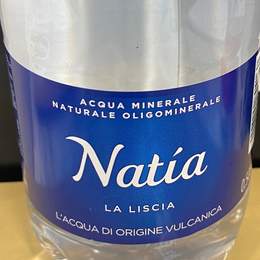 ACQUA MINERALE
NATURALE OLIGOMINERALE
Natía
LA LISCIA
L'ACQUA DI ORIGINE VULCANICA